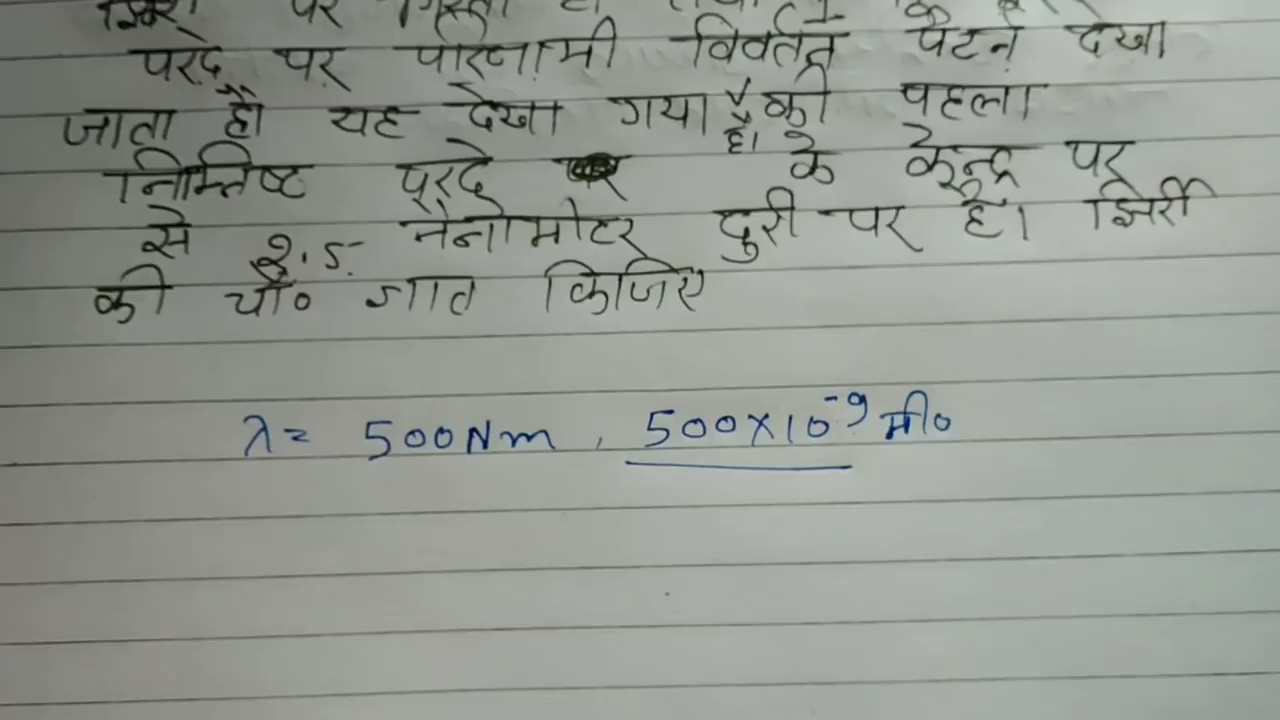 पर
परदे पर परिणामी विवर्तन पैटर्न देखा
जाता है। यह देखा गया है। की पहला
निम्निष्ट परदे के केन्द्र पर
से 2.5 नैनोमीटर दुरी पर है। झिर्री
की चौ० ज्ञात किजिए
λ= 500Nm, 500×10⁻⁹ मी०